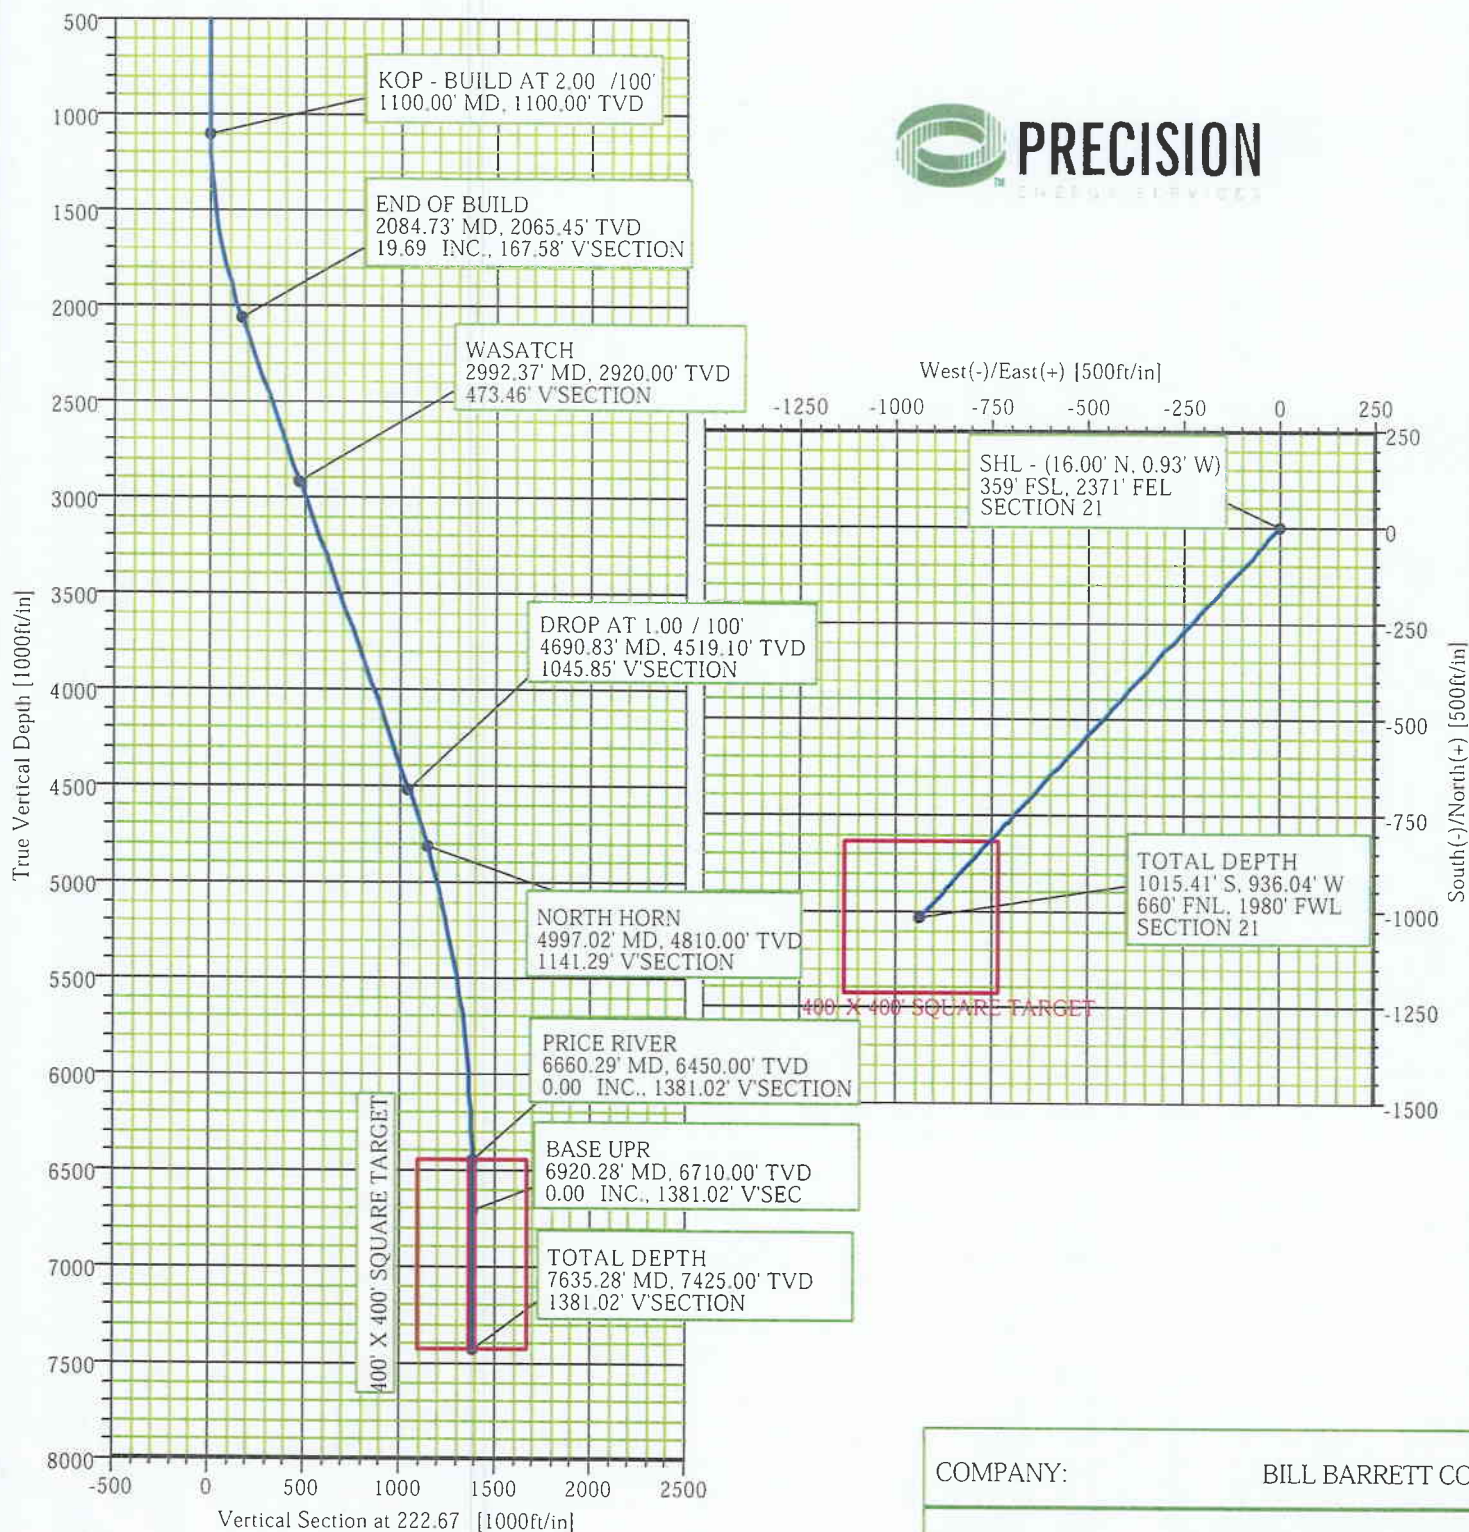 500
1000
1500
2000
2500
3000
3500
4000
4500
5000
5500
6000
6500
7000
7500
8000
True Vertical Depth [1000ft/in]
KOP - BUILD AT 2.00 /100'
1100.00' MD, 1100.00' TVD
END OF BUILD
2084.73' MD, 2065.45' TVD
19.69 INC., 167.58' V'SECTION
WASATCH
2992.37' MD, 2920.00' TVD
473.46' V'SECTION
DROP AT 1.00 / 100'
4690.83' MD, 4519.10' TVD
1045.85' V'SECTION
NORTH HORN
4997.02' MD, 4810.00' TVD
1141.29' V'SECTION
PRICE RIVER
6660.29' MD, 6450.00' TVD
0.00 INC., 1381.02' V'SECTION
BASE UPR
6920.28' MD, 6710.00' TVD
0.00 INC., 1381.02' V'SEC
TOTAL DEPTH
7635.28' MD, 7425.00' TVD
1381.02' V'SECTION
400' X 400' SQUARE TARGET
-500 0 500 1000 1500 2000 2500
Vertical Section at 222.67 [1000ft/in]
PRECISION
ENERGY SERVICES
TM
West(-)/East(+) [500ft/in]
-1250 -1000 -750 -500 -250 0 250
SHL - (16.00' N, 0.93' W)
359' FSL, 2371' FEL
SECTION 21
TOTAL DEPTH
1015.41' S, 936.04' W
660' FNL, 1980' FWL
SECTION 21
400' X 400' SQUARE TARGET
250
0
-250
-500
-750
-1000
-1250
-1500
South(-)/North(+) [500ft/in]
COMPANY: BILL BARRETT CO